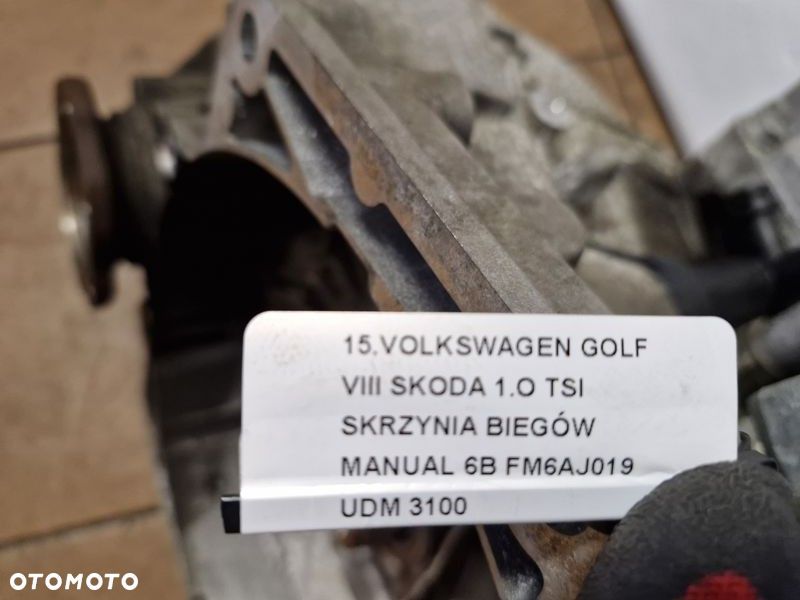 15.VOLKSWAGEN GOLF
VIII SKODA 1.O TSI
SKRZYNIA BIEGÓW
MANUAL 6B FM6AJ019
UDM 3100
OTOMOTO